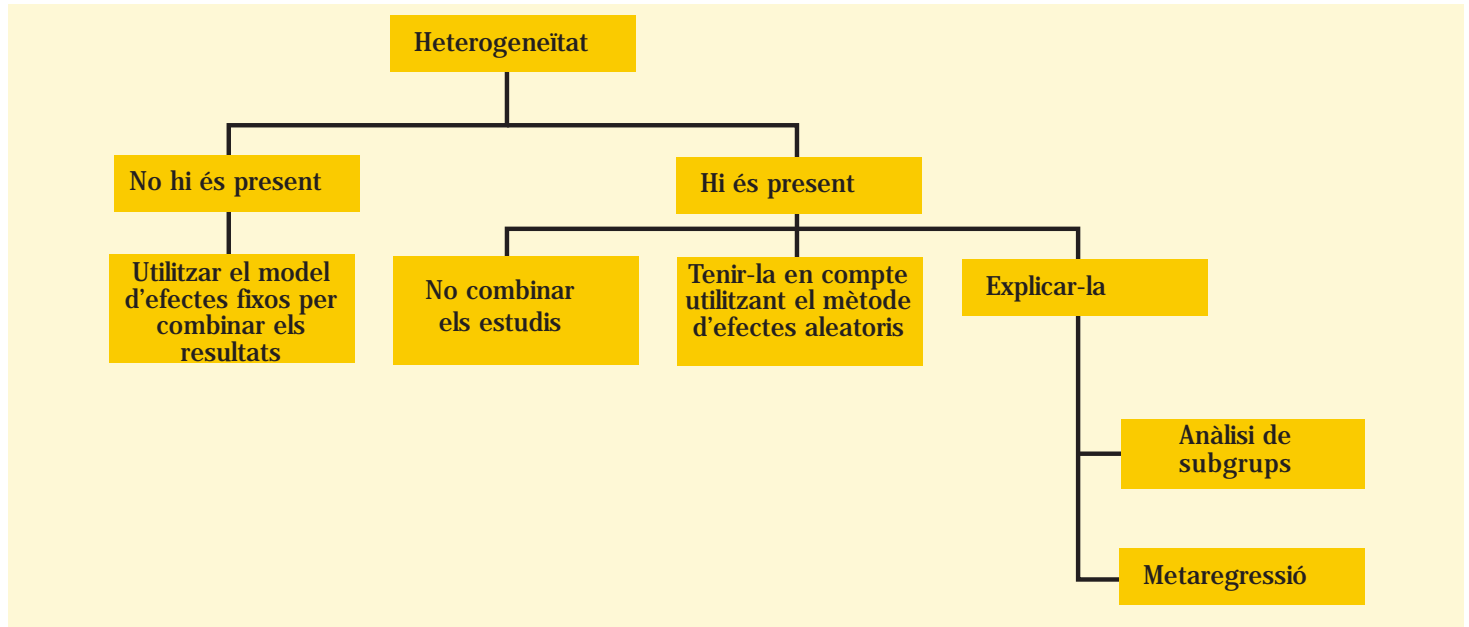 Heterogeneïtat
No hi és present
Hi és present
Utilitzar el model
d'efectes fixos per
combinar els
resultats
No combinar
els estudis
Tenir-la en compte
utilitzant el mètode
d'efectes aleatoris
Explicar-la
Anàlisi de
subgrups
Metaregressió